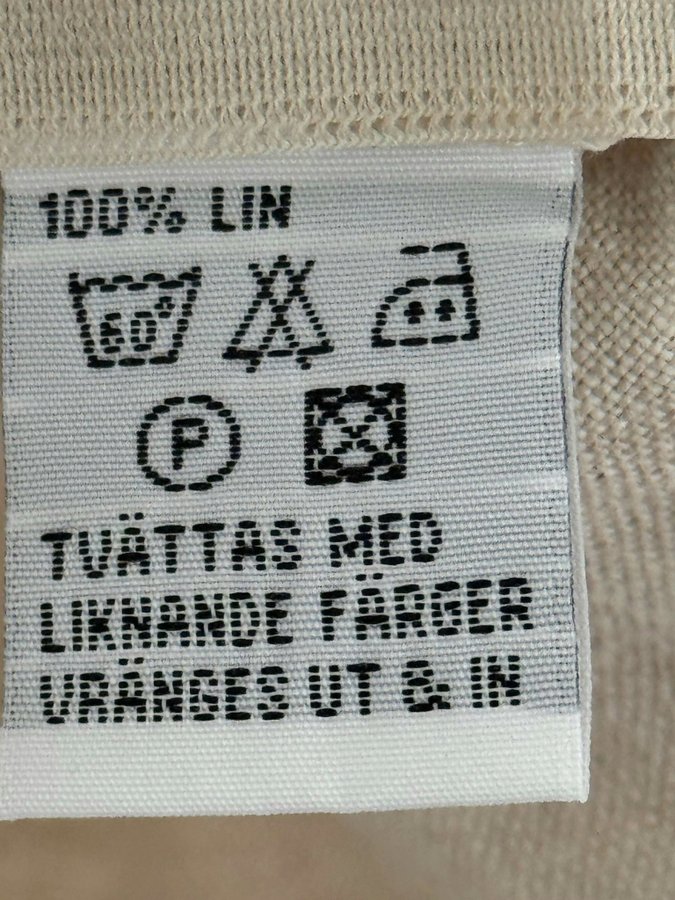 100% LIN
60°
P
TVÄTTAS MED
LIKNANDE FÄRGER
VRÄNGES UT & IN